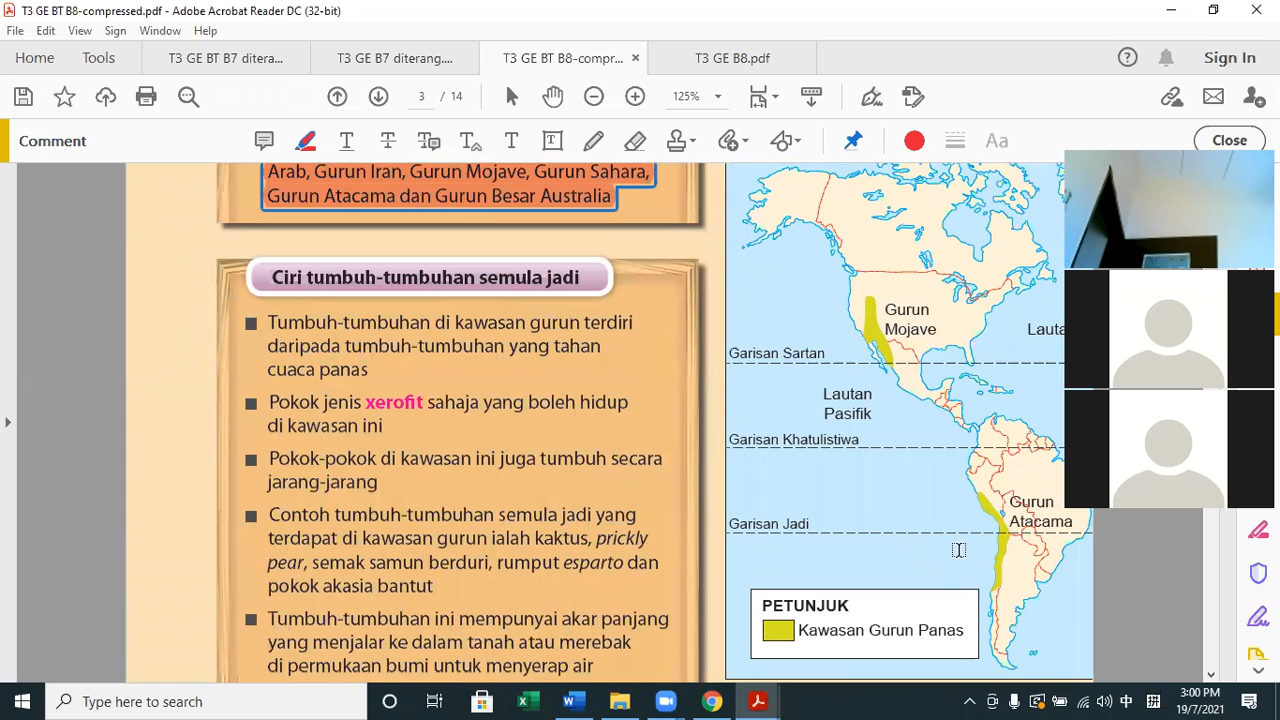 T3 GE BT B8-compressed.pdf - Adobe Acrobat Reader DC (32-bit)
File Edit View Sign Window Help
Home Tools T3 GE BT B7 ditera... T3 GE B7 diterang.... T3 GE BT B8-compr... × T3 GE B8.pdf Sign In
3 / 14 125%
Comment Close
Arab, Gurun Iran, Gurun Mojave, Gurun Sahara,
Gurun Atacama dan Gurun Besar Australia
Ciri tumbuh-tumbuhan semula jadi
Tumbuh-tumbuhan di kawasan gurun terdiri
daripada tumbuh-tumbuhan yang tahan
cuaca panas
Pokok jenis xerofit sahaja yang boleh hidup
di kawasan ini
Pokok-pokok di kawasan ini juga tumbuh secara
jarang-jarang
Contoh tumbuh-tumbuhan semula jadi yang
terdapat di kawasan gurun ialah kaktus, prickly
pear, semak samun berduri, rumput esparto dan
pokok akasia bantut
Tumbuh-tumbuhan ini mempunyai akar panjang
yang menjalar ke dalam tanah atau merebak
di permukaan bumi untuk menyerap air
Gurun
Mojave
Lauta
Garisan Sartan
Lautan
Pasifik
Garisan Khatulistiwa
Gurun
Atacama
Garisan Jadi
PETUNJUK
Kawasan Gurun Panas
Type here to search
中
拼
3:00 PM
19/7/2021